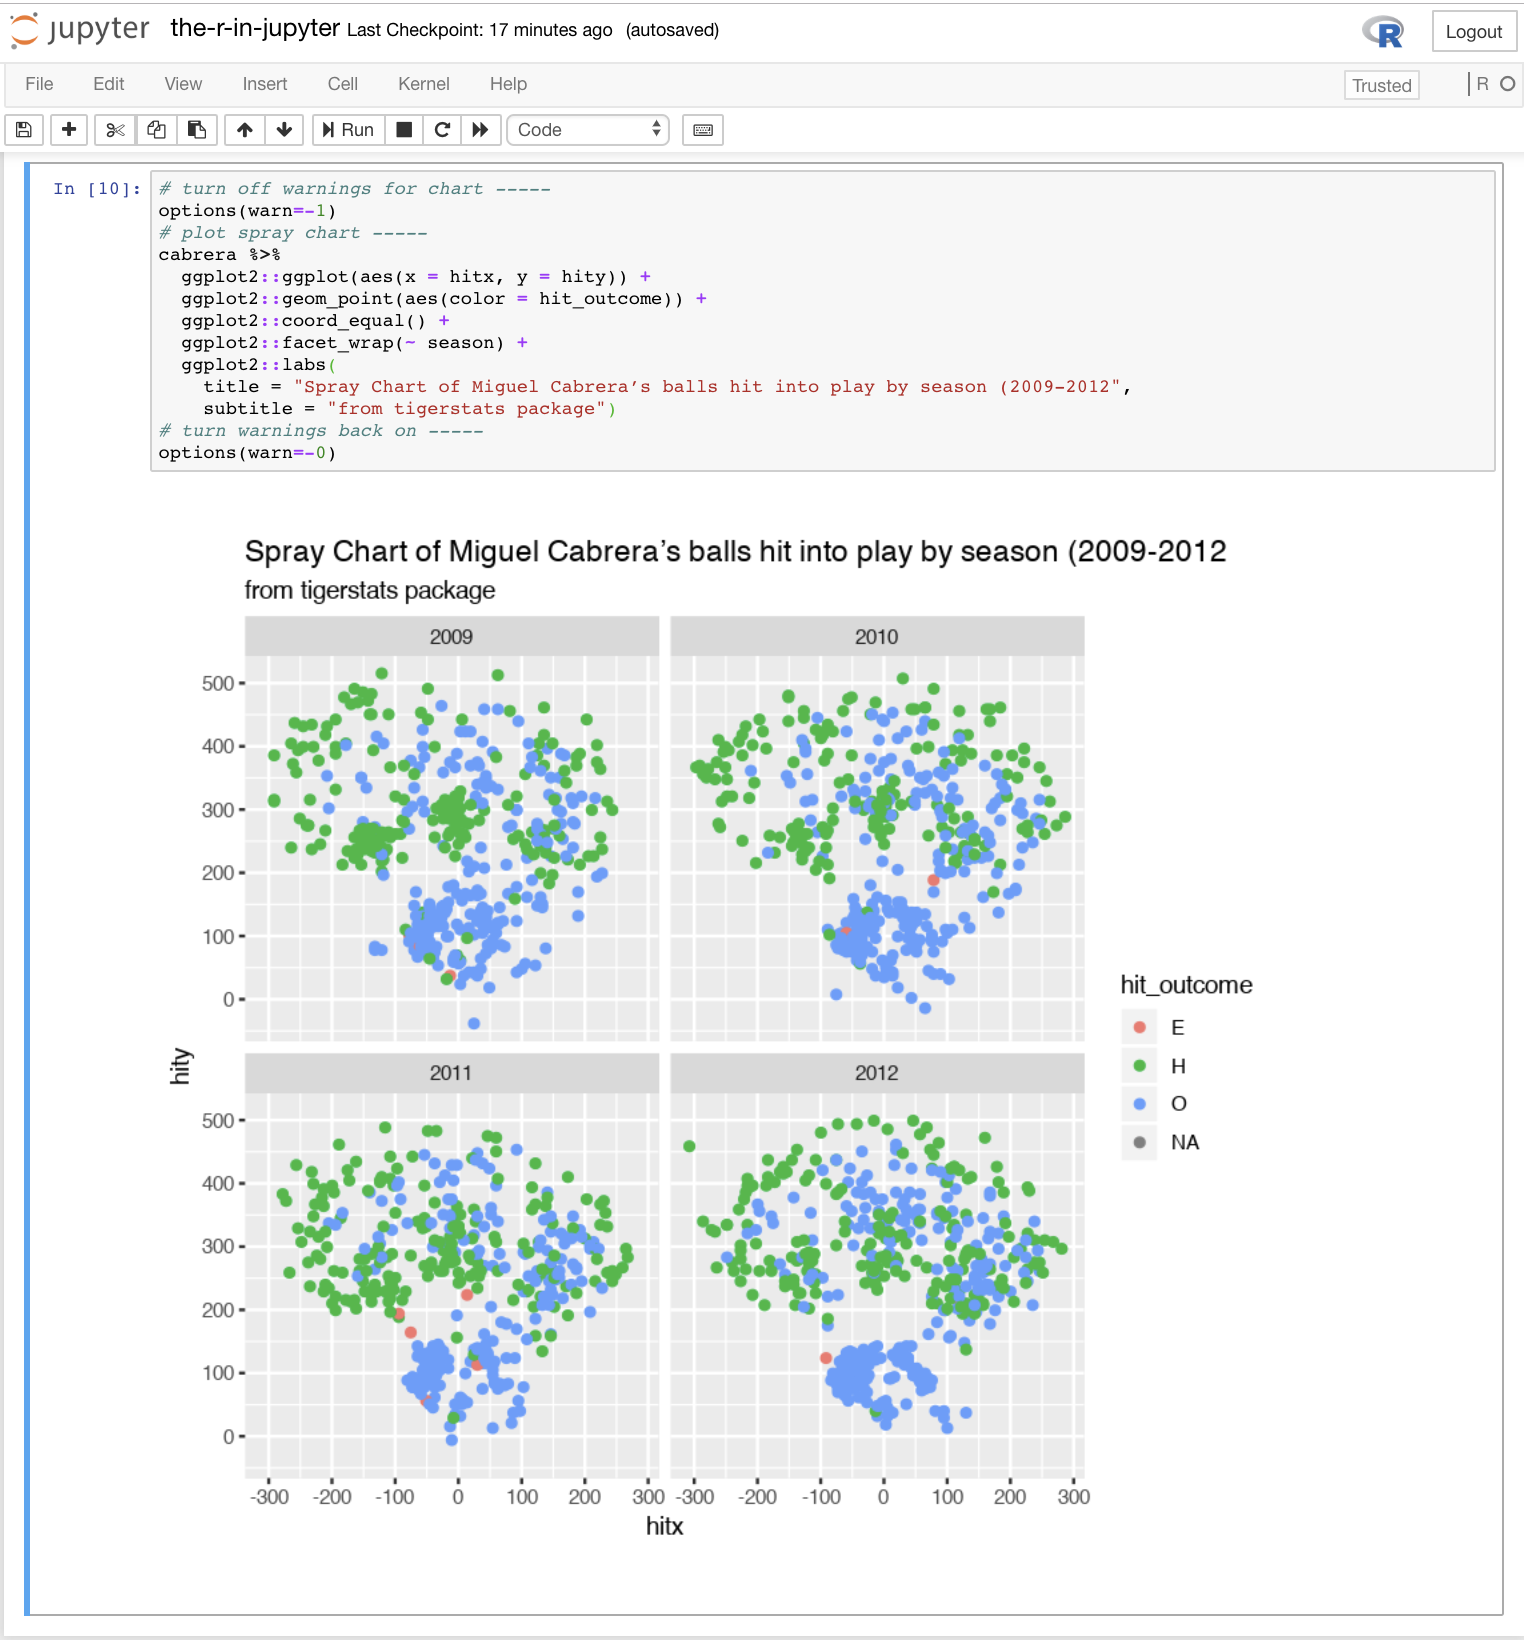 jupyter the-r-in-jupyter Last Checkpoint: 17 minutes ago (autosaved) R Logout
File Edit View Insert Cell Kernel Help Trusted R
Run Code
In [10]: # turn off warnings for chart -----
options(warn=-1)
# plot spray chart -----
cabrera %>%
  ggplot2::ggplot(aes(x = hitx, y = hity)) +
  ggplot2::geom_point(aes(color = hit_outcome)) +
  ggplot2::coord_equal() +
  ggplot2::facet_wrap(~ season) +
  ggplot2::labs(
    title = "Spray Chart of Miguel Cabrera’s balls hit into play by season (2009-2012",
    subtitle = "from tigerstats package")
# turn warnings back on -----
options(warn=-0)
Spray Chart of Miguel Cabrera’s balls hit into play by season (2009-2012
from tigerstats package
2009 2010
500
400
300
200
100
0
hity
2011 2012
500
400
300
200
100
0
-300 -200 -100 0 100 200 300 -300 -200 -100 0 100 200 300
hitx
hit_outcome
E
H
O
NA